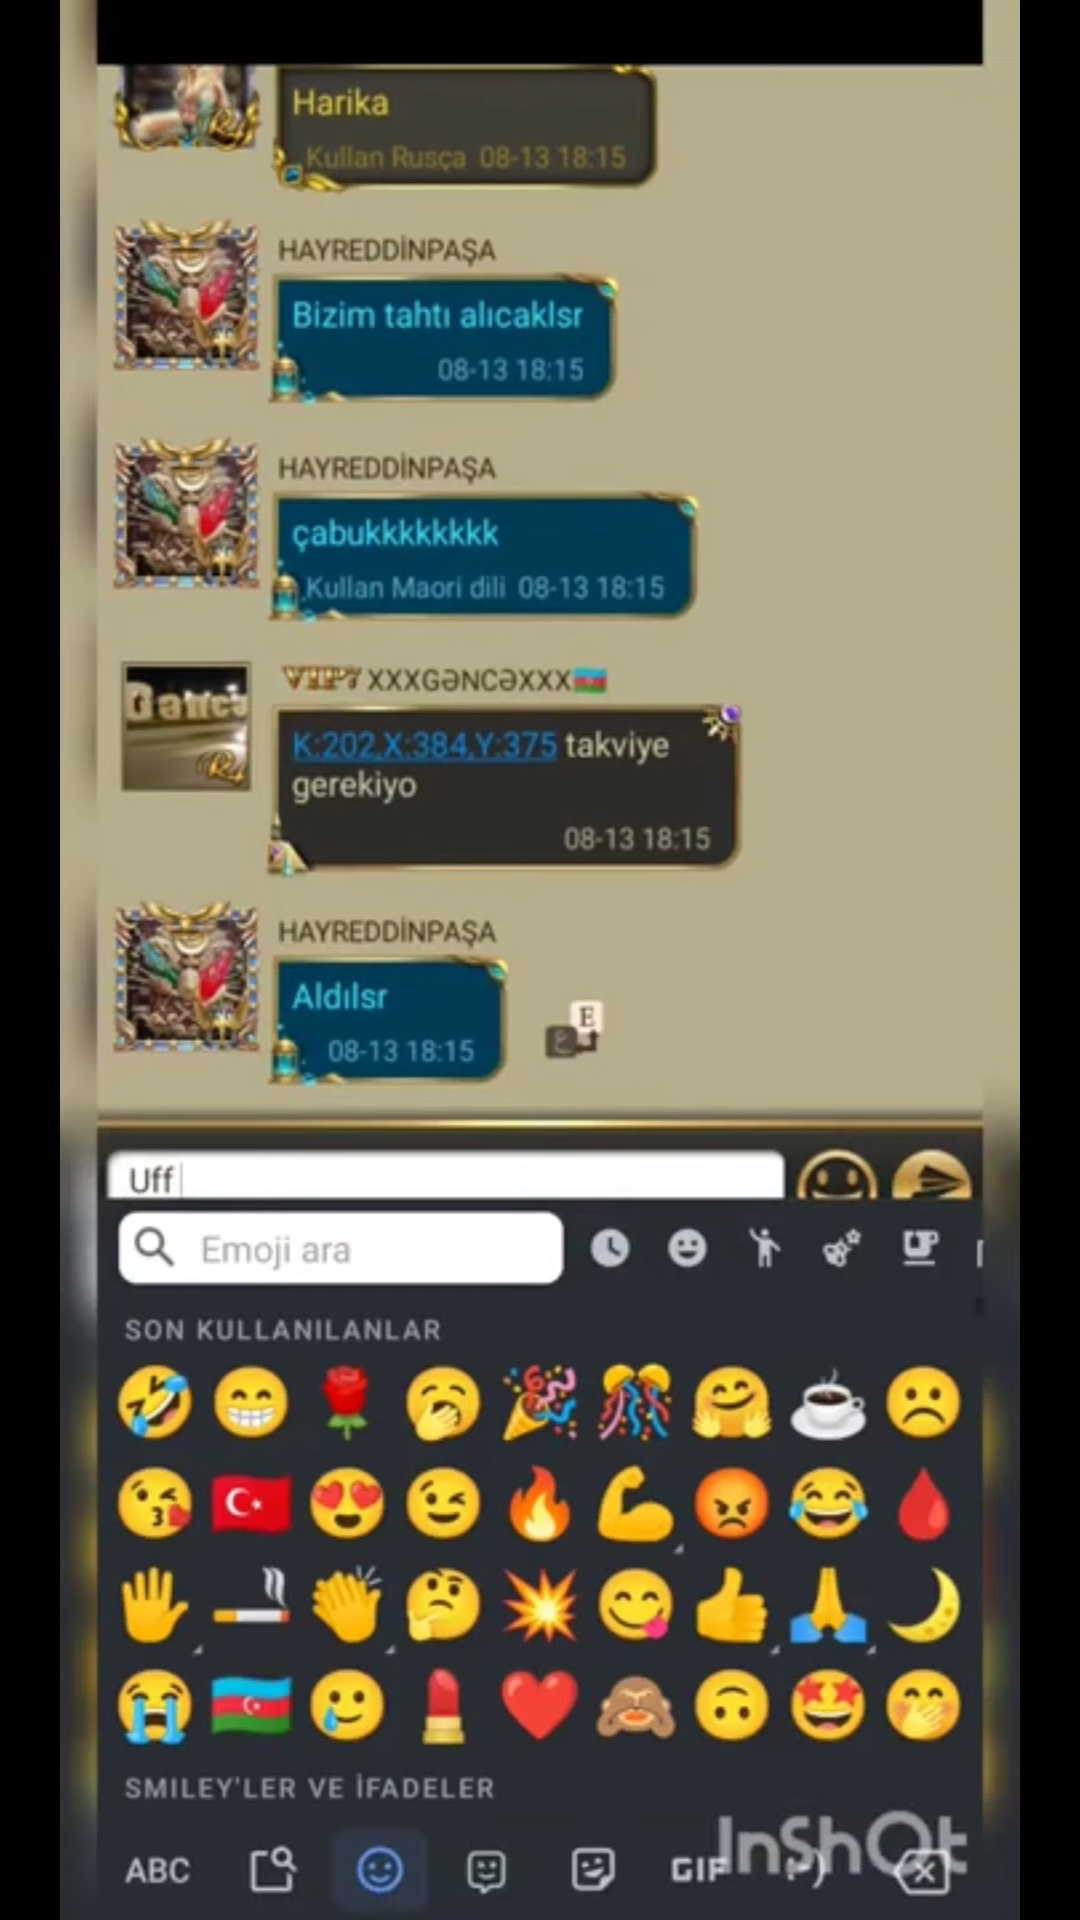 Harika
Kullan Rusça 08-13 18:15
HAYREDDİNPAŞA
Bizim tahtı alıcaklsr
08-13 18:15
HAYREDDİNPAŞA
çabukkkkkkkk
Kullan Maori dili 08-13 18:15
VIP7 XXXGƏNCƏXXX
K:202,X:384,Y:375 takviye
gerekiyo
08-13 18:15
HAYREDDİNPAŞA
Aldılsr
08-13 18:15
E
Uff
Emoji ara
SON KULLANILANLAR
SMILEY'LER VE İFADELER
InShOt
ABC
GIF
:-)